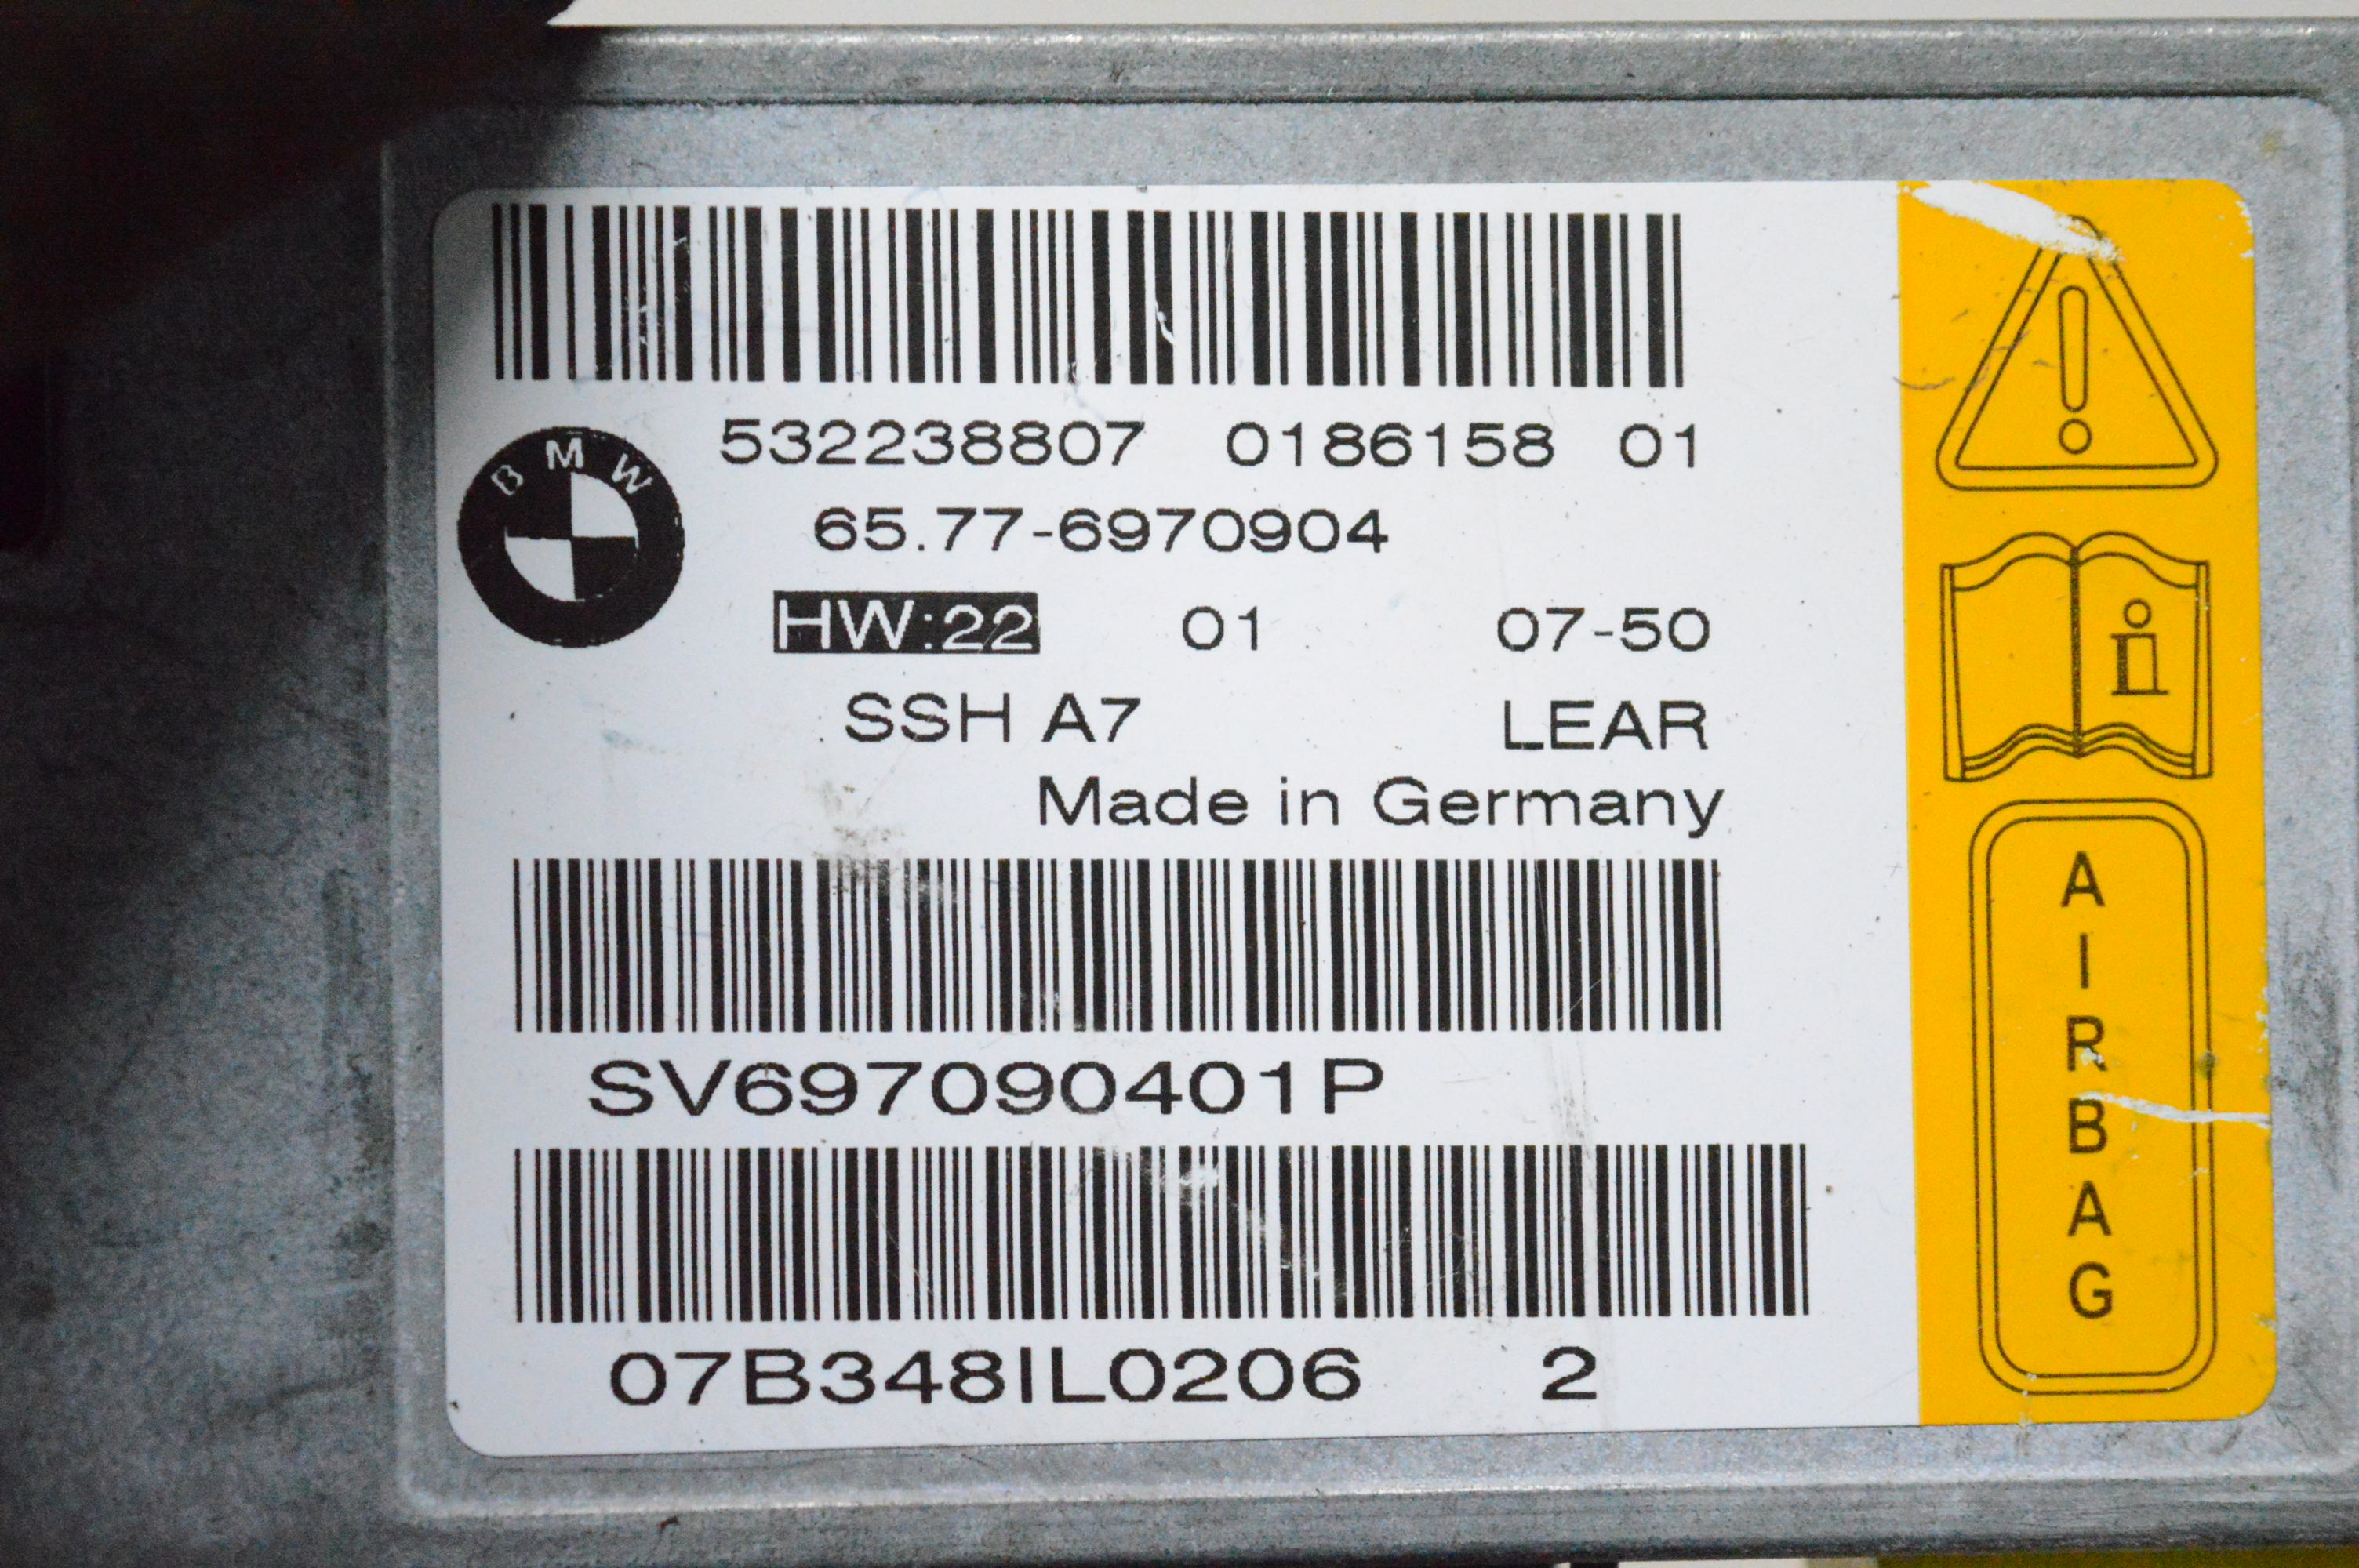 532238807 0186158 01
BMW
65.77-6970904
HW:22 01 07-50
SSH A7 LEAR
Made in Germany
SV697090401P
07B348IL0206 2
i
AIRBAG